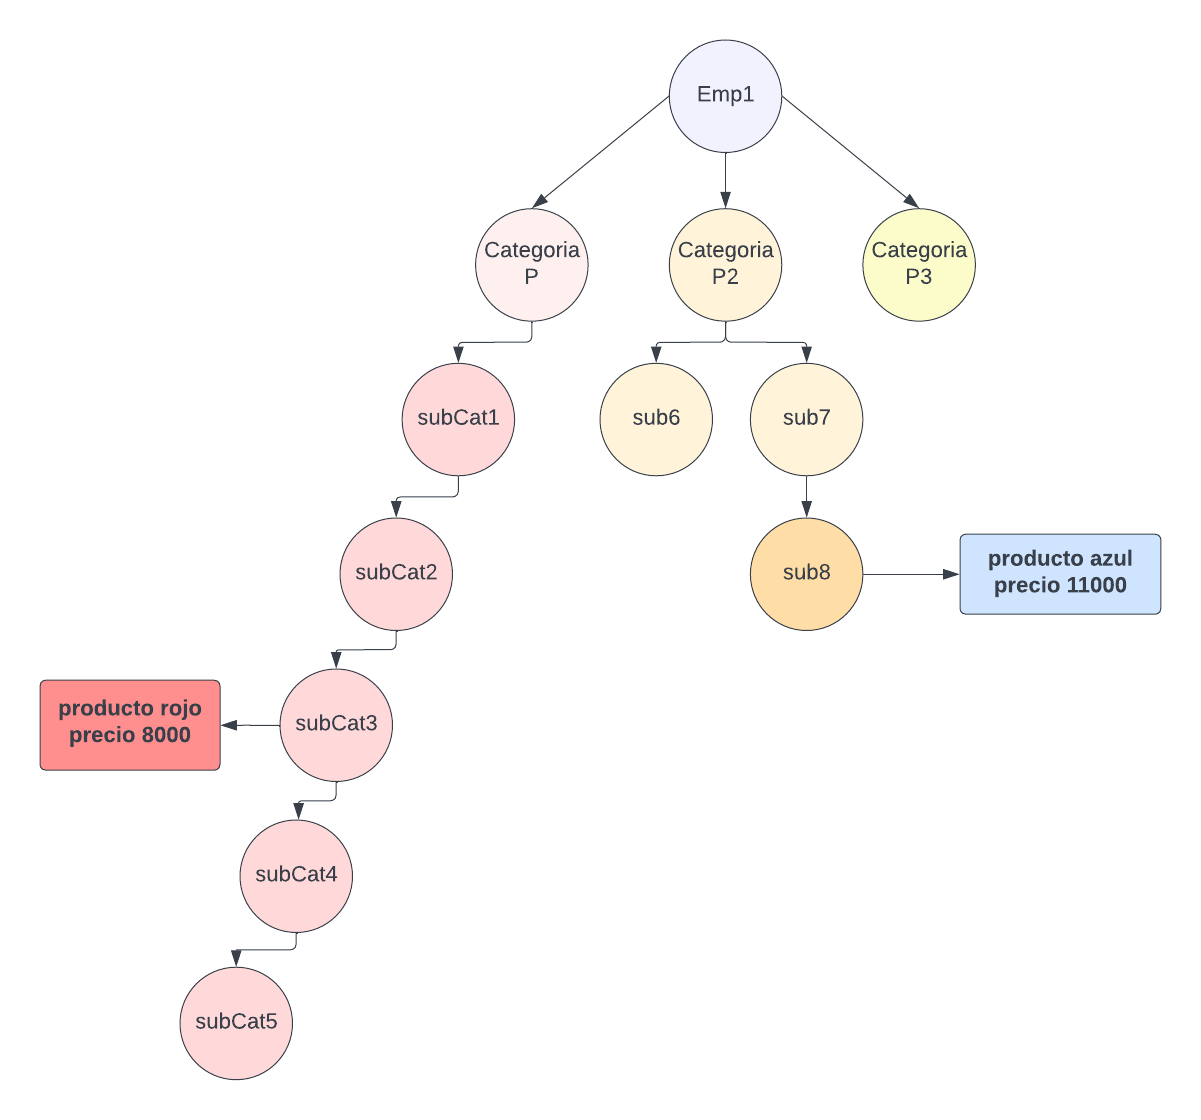 Emp1
Categoria
P
Categoria
P2
Categoria
P3
subCat1
sub6
sub7
subCat2
sub8
producto azul
precio 11000
producto rojo
precio 8000
subCat3
subCat4
subCat5